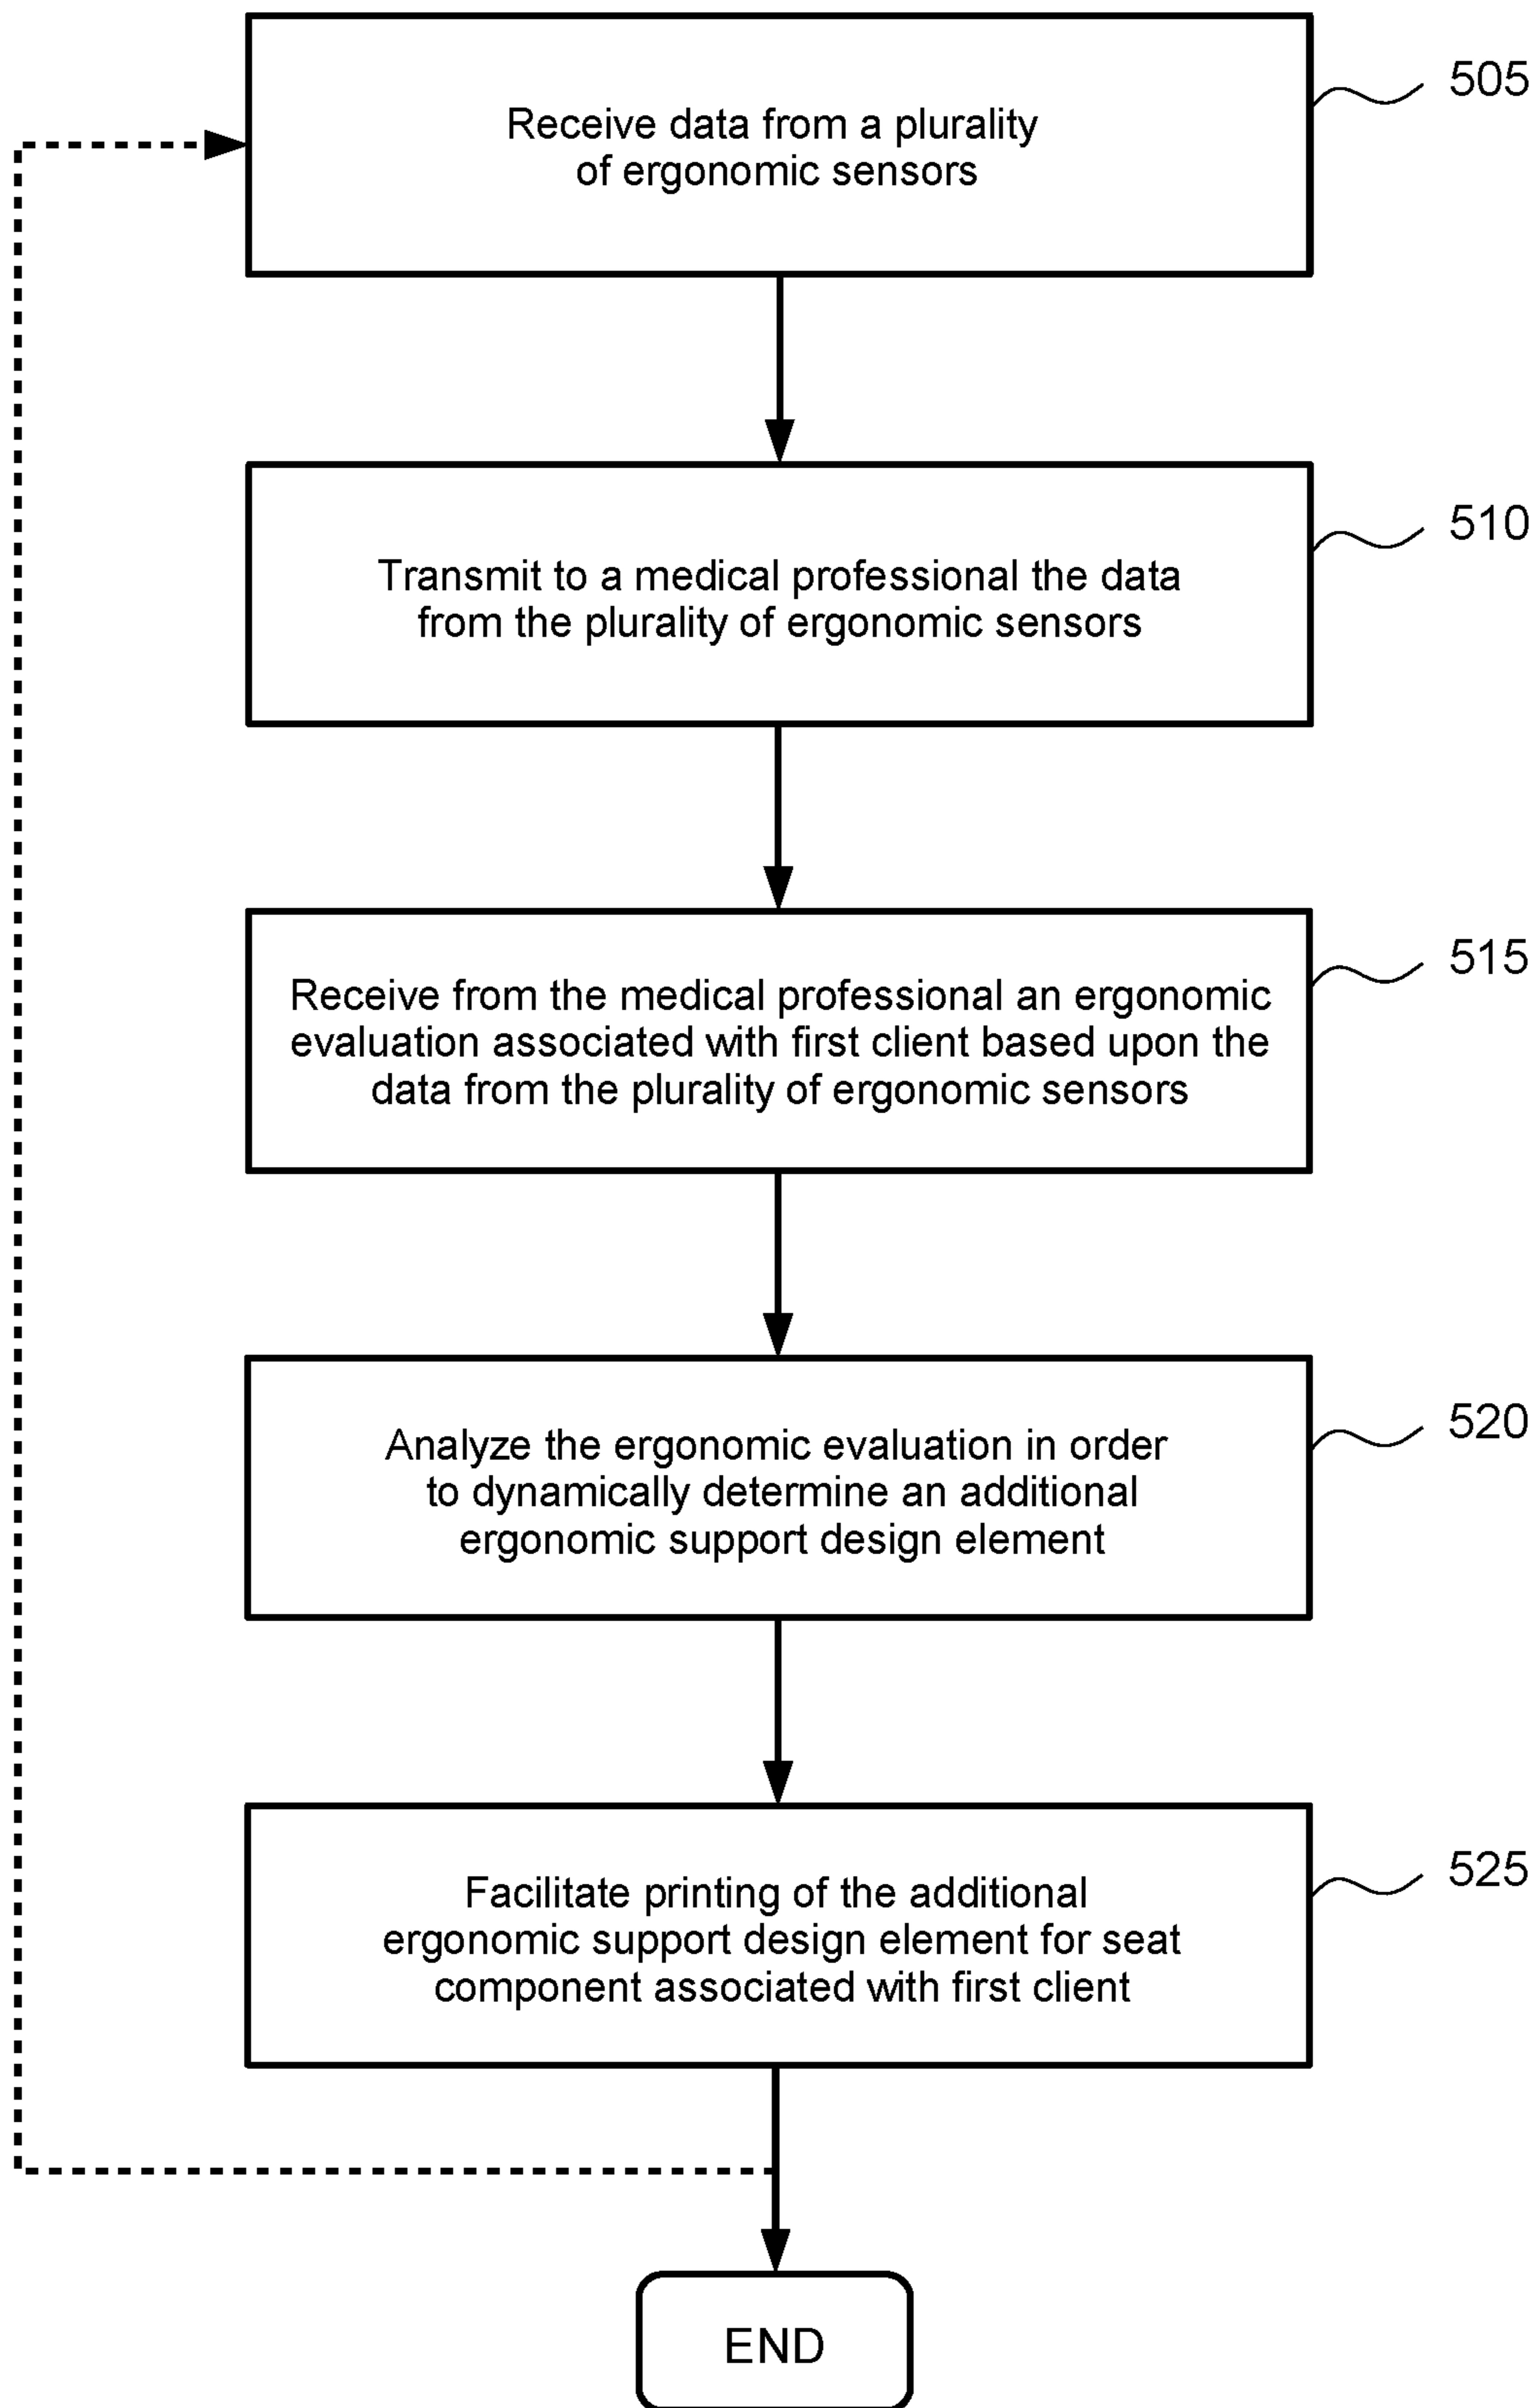 505
Receive data from a plurality
of ergonomic sensors
510
Transmit to a medical professional the data
from the plurality of ergonomic sensors
515
Receive from the medical professional an ergonomic
evaluation associated with first client based upon the
data from the plurality of ergonomic sensors
520
Analyze the ergonomic evaluation in order
to dynamically determine an additional
ergonomic support design element
525
Facilitate printing of the additional
ergonomic support design element for seat
component associated with first client
END